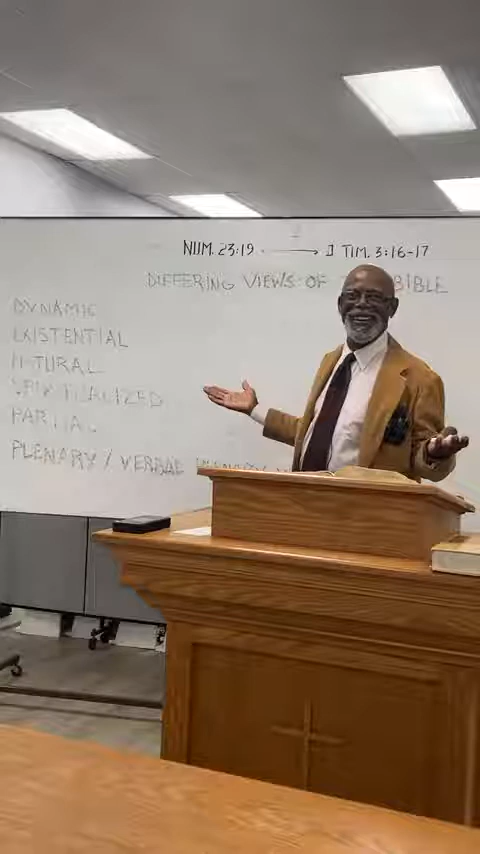 NUM. 23:19 → II TIM. 3:16-17
DIFFERING VIEWS OF BIBLE
DYNAMIC
EXISTENTIAL
NATURAL
SPIRITUALIZED
PARTIAL
PLENARY / VERBAL PLENARY